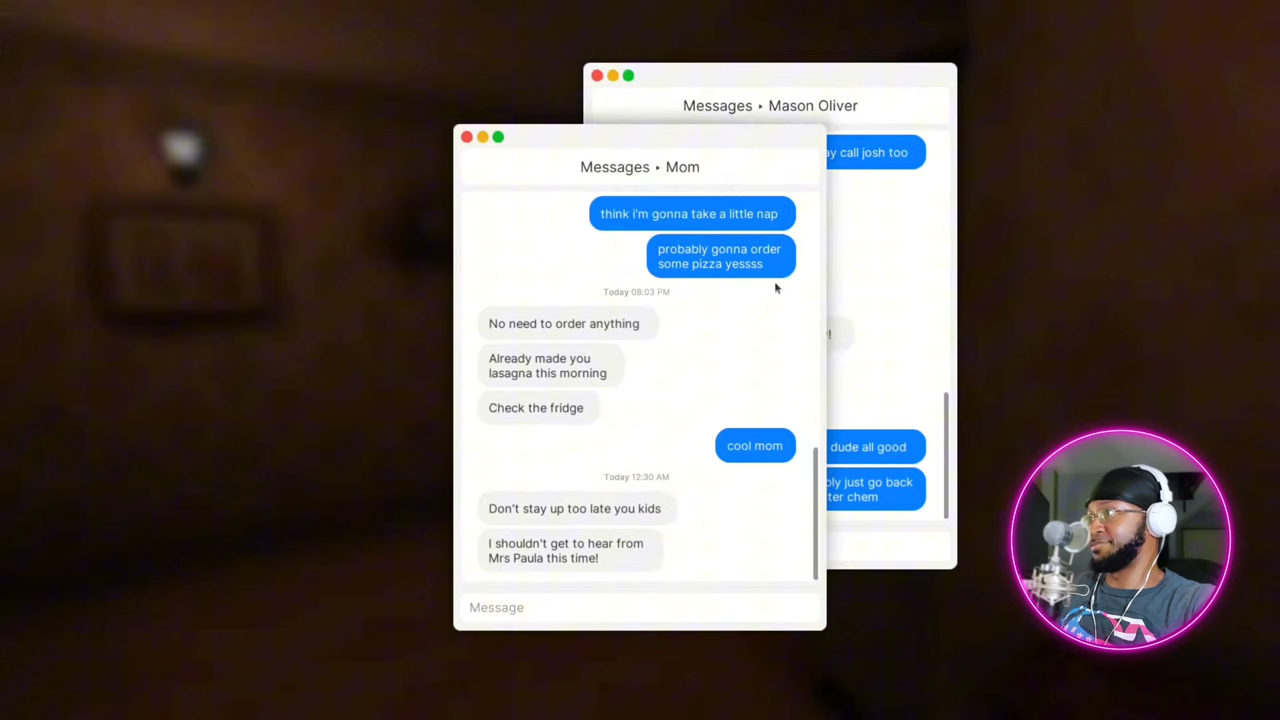 Messages ▸ Mason Oliver
ay call josh too
Messages ▸ Mom
think i'm gonna take a little nap
probably gonna order
some pizza yessss
Today 08:03 PM
No need to order anything
!
Already made you
lasagna this morning
Check the fridge
cool mom
dude all good
Today 12:30 AM
bly just go back
ter chem
Don't stay up too late you kids
I shouldn't get to hear from
Mrs Paula this time!
Message